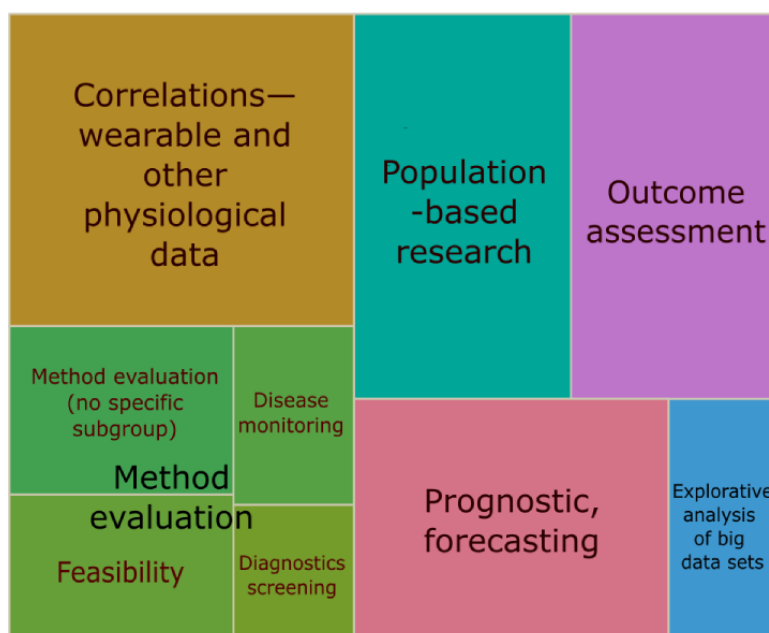 Correlations—
wearable and
other
physiological
data
Population
-based
research
Outcome
assessment
Method evaluation
(no specific
subgroup)
Disease
monitoring
Method
evaluation
Feasibility
Diagnostics
screening
Prognostic,
forecasting
Explorative
analysis
of big
data sets